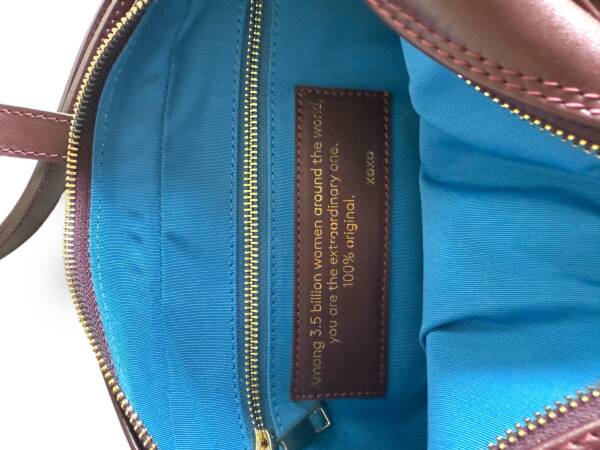 Among 3.5 billion women around the world,
you are the extraordinary one.
100% original.
xoxo